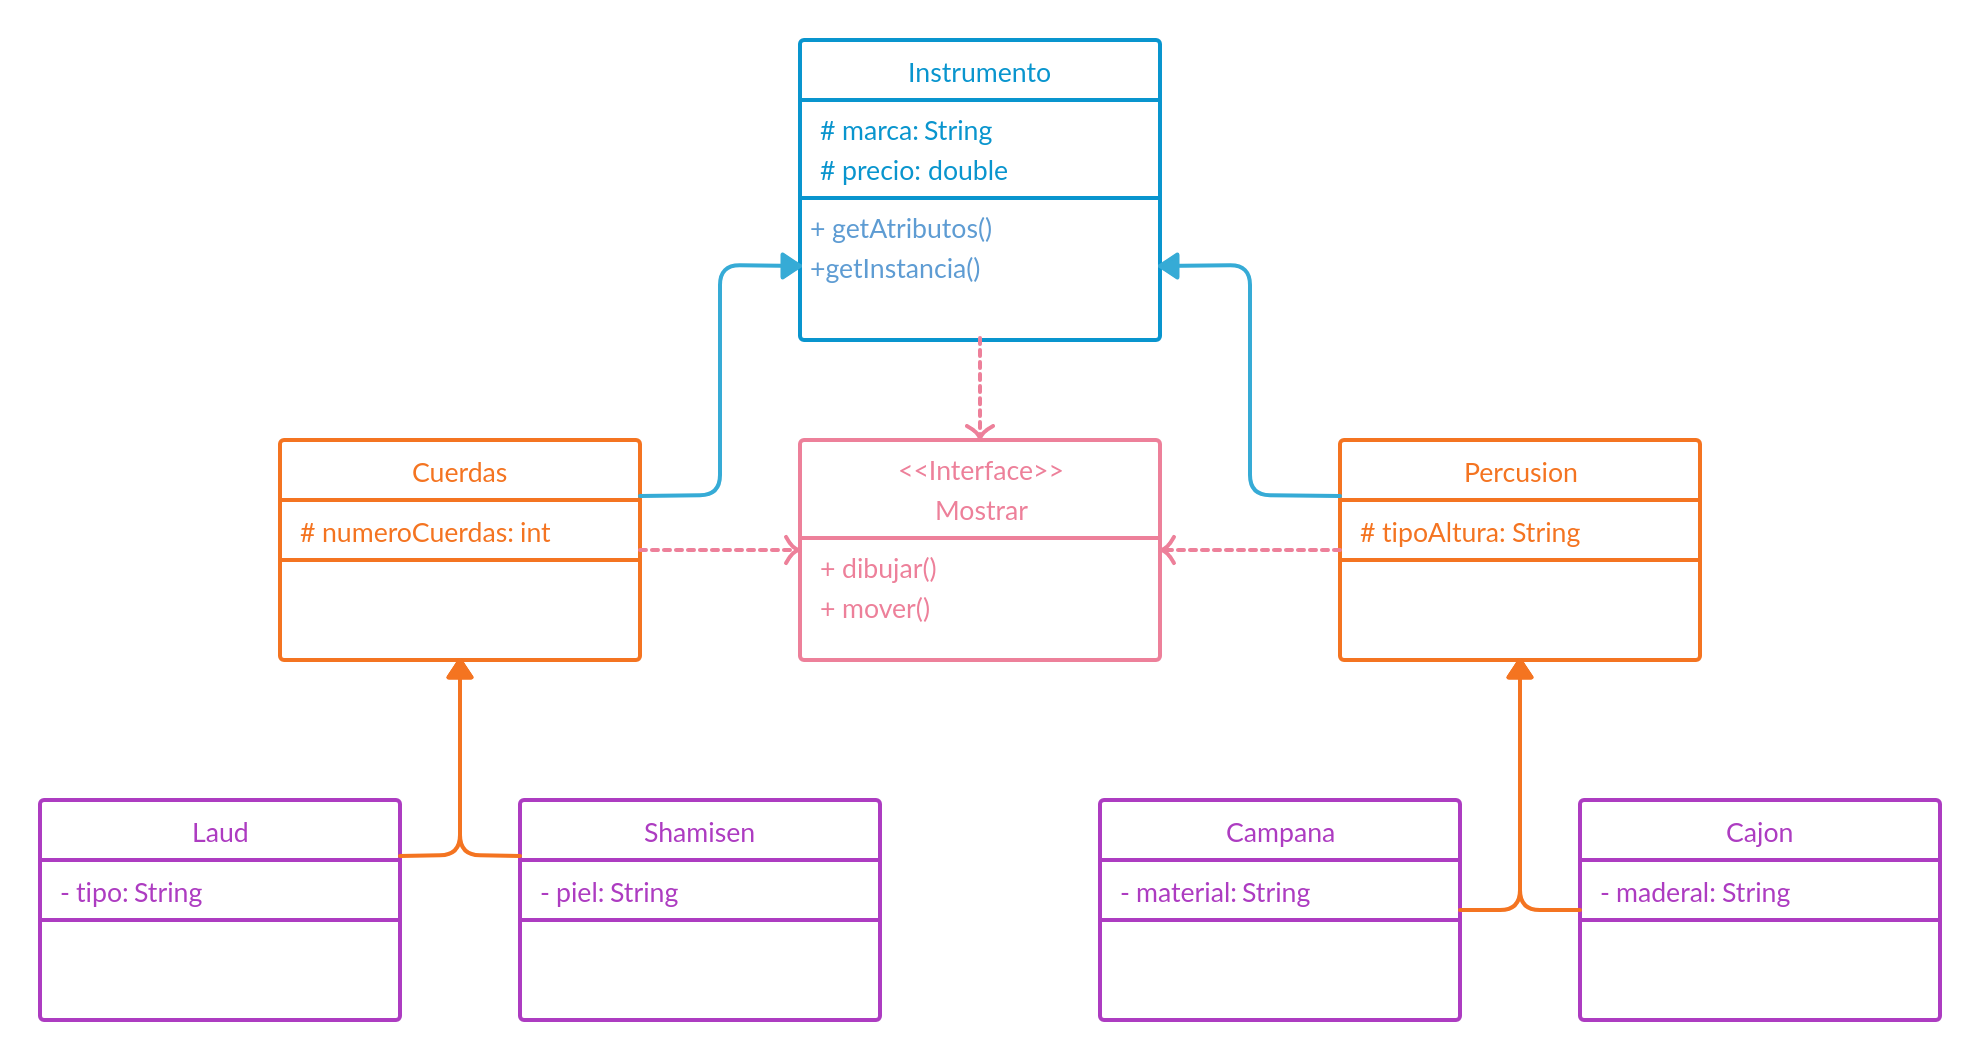 Instrumento
# marca: String
# precio: double
+ getAtributos()
+getInstancia()
Cuerdas
# numeroCuerdas: int
<<Interface>>
Mostrar
+ dibujar()
+ mover()
Percusion
# tipoAltura: String
Laud
- tipo: String
Shamisen
- piel: String
Campana
- material: String
Cajon
- maderal: String